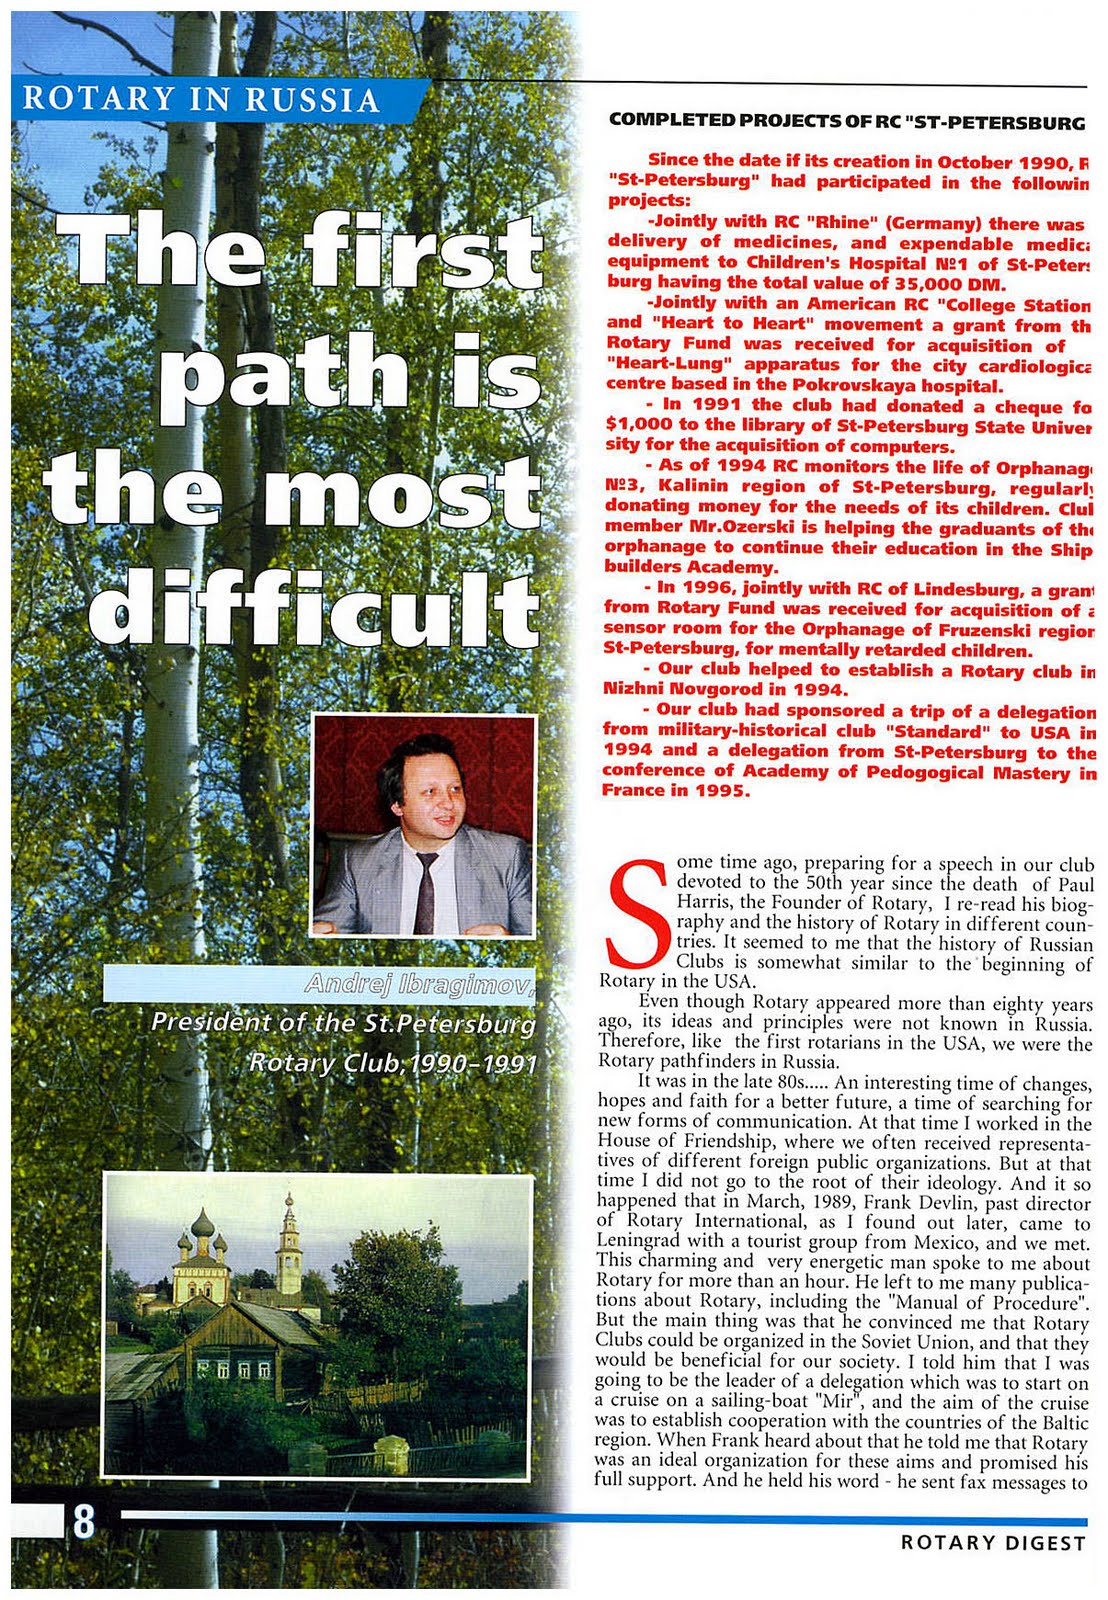 ROTARY IN RUSSIA
The first
path is
the most
difficult
Andrej Ibragimov,
President of the St.Petersburg
Rotary Club,1990-1991
COMPLETED PROJECTS OF RC "ST-PETERSBURG
Since the date if its creation in October 1990, R
"St-Petersburg" had participated in the followin
projects:
-Jointly with RC "Rhine" (Germany) there was
delivery of medicines, and expendable medica
equipment to Children's Hospital №1 of St-Peters
burg having the total value of 35,000 DM.
-Jointly with an American RC "College Station
and "Heart to Heart" movement a grant from th
Rotary Fund was received for acquisition of
"Heart-Lung" apparatus for the city cardiologica
centre based in the Pokrovskaya hospital.
- In 1991 the club had donated a cheque fo
$1,000 to the library of St-Petersburg State Univer
sity for the acquisition of computers.
- As of 1994 RC monitors the life of Orphanage
№3, Kalinin region of St-Petersburg, regularly
donating money for the needs of its children. Club
member Mr.Ozerski is helping the graduants of the
orphanage to continue their education in the Ship
builders Academy.
- In 1996, jointly with RC of Lindesburg, a grant
from Rotary Fund was received for acquisition of a
sensor room for the Orphanage of Fruzenski region
St-Petersburg, for mentally retarded children.
- Our club helped to establish a Rotary club in
Nizhni Novgorod in 1994.
- Our club had sponsored a trip of a delegation
from military-historical club "Standard" to USA in
1994 and a delegation from St-Petersburg to the
conference of Academy of Pedogogical Mastery in
France in 1995.
Some time ago, preparing for a speech in our club
devoted to the 50th year since the death of Paul
Harris, the Founder of Rotary, I re-read his biog-
raphy and the history of Rotary in different coun-
tries. It seemed to me that the history of Russian
Clubs is somewhat similar to the beginning of
Rotary in the USA.
Even though Rotary appeared more than eighty years
ago, its ideas and principles were not known in Russia.
Therefore, like the first rotarians in the USA, we were the
Rotary pathfinders in Russia.
It was in the late 80s..... An interesting time of changes,
hopes and faith for a better future, a time of searching for
new forms of communication. At that time I worked in the
House of Friendship, where we often received representa-
tives of different foreign public organizations. But at that
time I did not go to the root of their ideology. And it so
happened that in March, 1989, Frank Devlin, past director
of Rotary International, as I found out later, came to
Leningrad with a tourist group from Mexico, and we met.
This charming and very energetic man spoke to me about
Rotary for more than an hour. He left to me many publica-
tions about Rotary, including the "Manual of Procedure".
But the main thing was that he convinced me that Rotary
Clubs could be organized in the Soviet Union, and that they
would be beneficial for our society. I told him that I was
going to be the leader of a delegation which was to start on
a cruise on a sailing-boat "Mir", and the aim of the cruise
was to establish cooperation with the countries of the Baltic
region. When Frank heard about that he told me that Rotary
was an ideal organization for these aims and promised his
full support. And he held his word - he sent fax messages to
8
ROTARY DIGEST